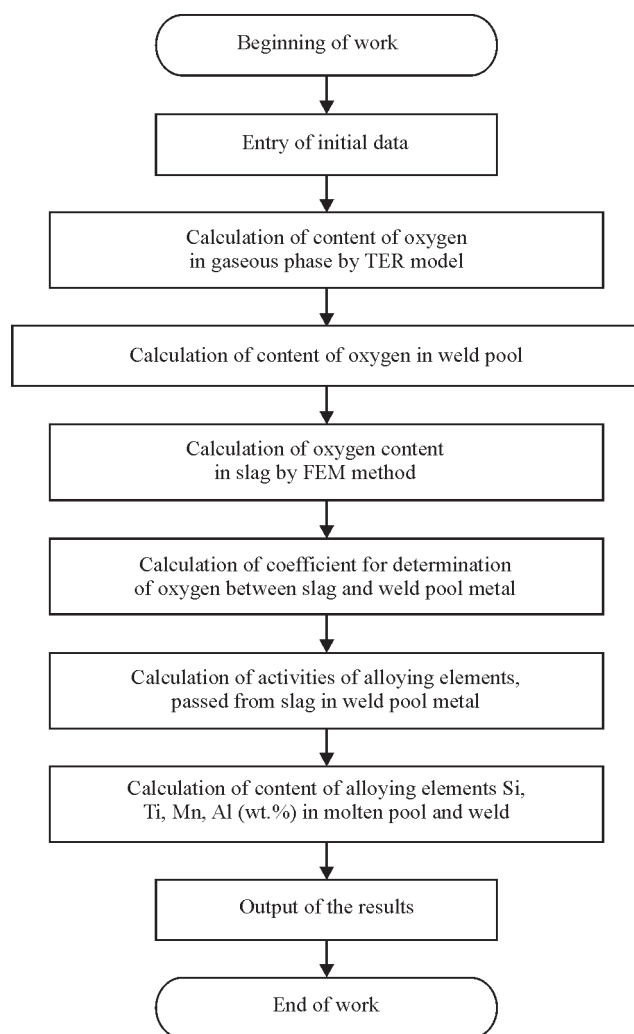 Beginning of work
Entry of initial data
Calculation of content of oxygen
in gaseous phase by TER model
Calculation of content of oxygen in weld pool
Calculation of oxygen content
in slag by FEM method
Calculation of coefficient for determination
of oxygen between slag and weld pool metal
Calculation of activities of alloying elements,
passed from slag in weld pool metal
Calculation of content of alloying elements Si,
Ti, Mn, Al (wt.%) in molten pool and weld
Output of the results
End of work